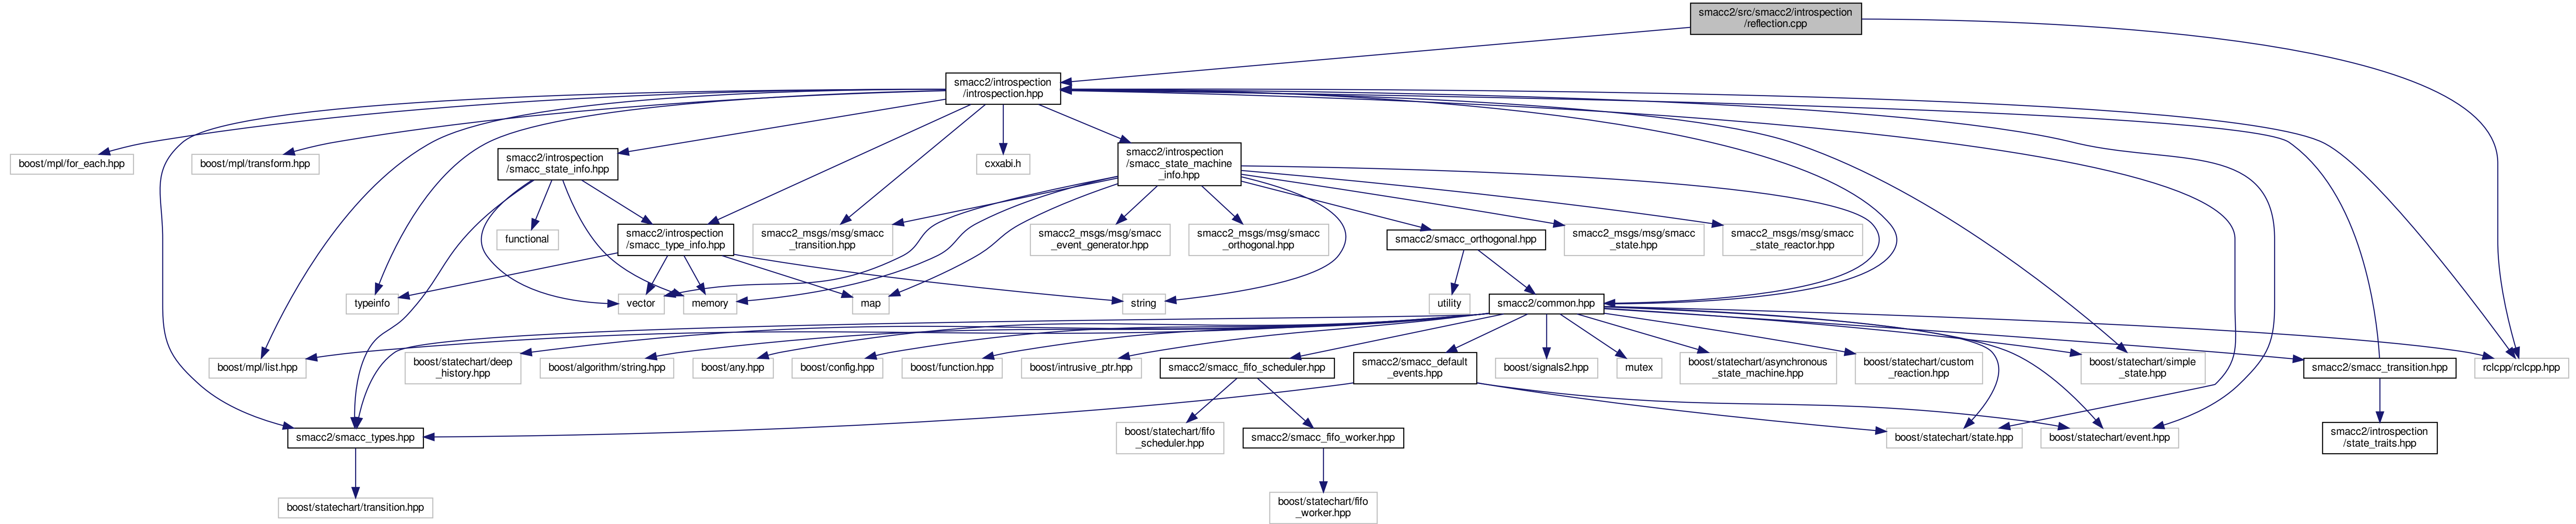 smacc2/src/smacc2/introspection
/reflection.cpp
smacc2/introspection
/introspection.hpp
boost/mpl/for_each.hpp
boost/mpl/transform.hpp
smacc2/introspection
/smacc_state_info.hpp
cxxabi.h
smacc2/introspection
/smacc_state_machine
_info.hpp
functional
smacc2/introspection
/smacc_type_info.hpp
smacc2_msgs/msg/smacc
_transition.hpp
smacc2_msgs/msg/smacc
_event_generator.hpp
smacc2_msgs/msg/smacc
_orthogonal.hpp
smacc2/smacc_orthogonal.hpp
smacc2_msgs/msg/smacc
_state.hpp
smacc2_msgs/msg/smacc
_state_reactor.hpp
typeinfo
vector
memory
map
string
utility
smacc2/common.hpp
boost/mpl/list.hpp
boost/statechart/deep
_history.hpp
boost/algorithm/string.hpp
boost/any.hpp
boost/config.hpp
boost/function.hpp
boost/intrusive_ptr.hpp
smacc2/smacc_fifo_scheduler.hpp
smacc2/smacc_default
_events.hpp
boost/signals2.hpp
mutex
boost/statechart/asynchronous
_state_machine.hpp
boost/statechart/custom
_reaction.hpp
boost/statechart/simple
_state.hpp
smacc2/smacc_transition.hpp
rclcpp/rclcpp.hpp
smacc2/smacc_types.hpp
boost/statechart/fifo
_scheduler.hpp
smacc2/smacc_fifo_worker.hpp
boost/statechart/state.hpp
boost/statechart/event.hpp
smacc2/introspection
/state_traits.hpp
boost/statechart/transition.hpp
boost/statechart/fifo
_worker.hpp